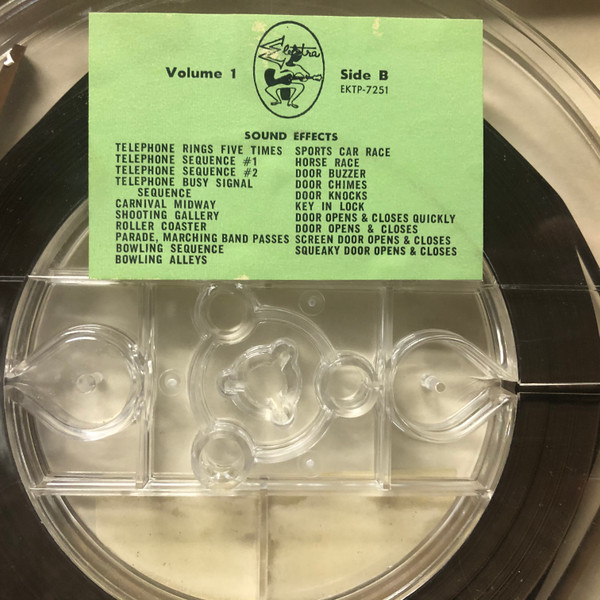 Elektra
Volume 1
Side B
EKTP-7251
SOUND EFFECTS
TELEPHONE RINGS FIVE TIMES
TELEPHONE SEQUENCE #1
TELEPHONE SEQUENCE #2
TELEPHONE BUSY SIGNAL
SEQUENCE
CARNIVAL MIDWAY
SHOOTING GALLERY
ROLLER COASTER
PARADE, MARCHING BAND PASSES
BOWLING SEQUENCE
BOWLING ALLEYS
SPORTS CAR RACE
HORSE RACE
DOOR BUZZER
DOOR CHIMES
DOOR KNOCKS
KEY IN LOCK
DOOR OPENS & CLOSES QUICKLY
DOOR OPENS & CLOSES
SCREEN DOOR OPENS & CLOSES
SQUEAKY DOOR OPENS & CLOSES